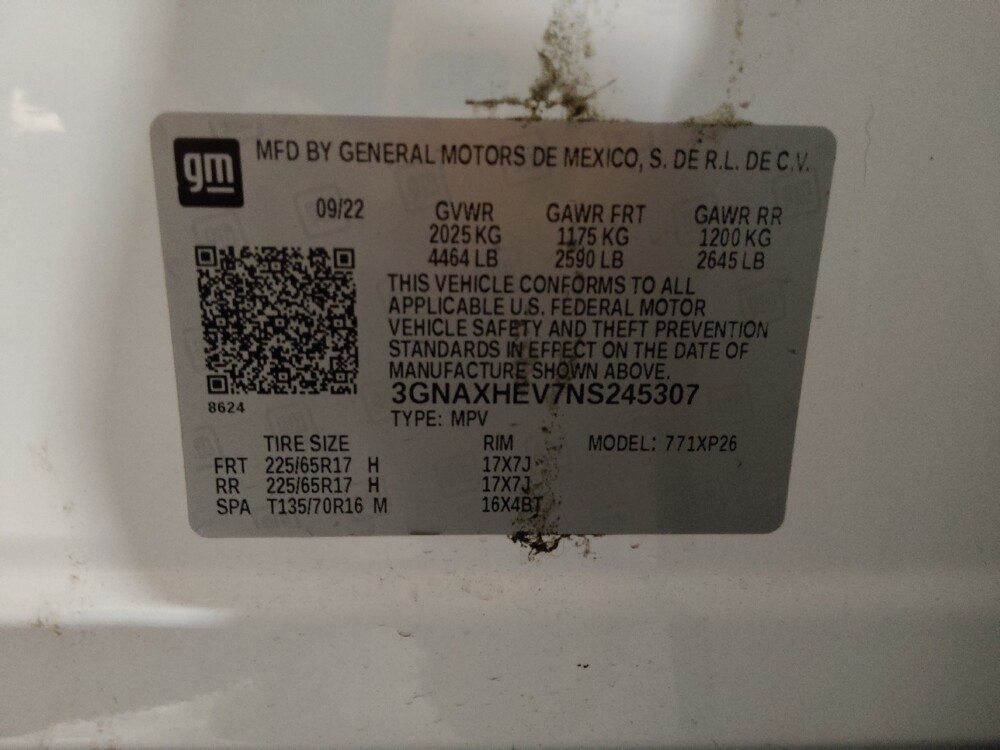 gm MFD BY GENERAL MOTORS DE MEXICO, S. DE R.L. DE C.V.
09/22 GVWR GAWR FRT GAWR RR
2025 KG 1175 KG 1200 KG
4464 LB 2590 LB 2645 LB
THIS VEHICLE CONFORMS TO ALL
APPLICABLE U.S. FEDERAL MOTOR
VEHICLE SAFETY AND THEFT PREVENTION
STANDARDS IN EFFECT ON THE DATE OF
MANUFACTURE SHOWN ABOVE.
3GNAXHEV7NS245307
8624
TYPE: MPV
TIRE SIZE RIM MODEL: 771XP26
FRT 225/65R17 H 17X7J
RR 225/65R17 H 17X7J
SPA T135/70R16 M 16X4BT